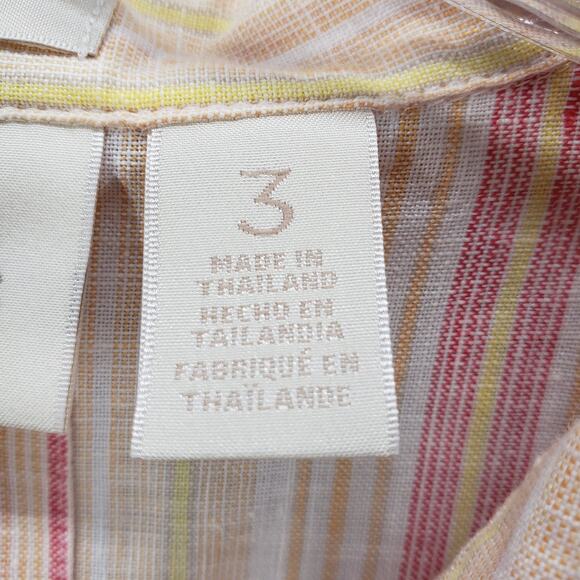 3
MADE IN
THAILAND
HECHO EN
TAILANDIA
FABRIQUÉ EN
THAÏLANDE